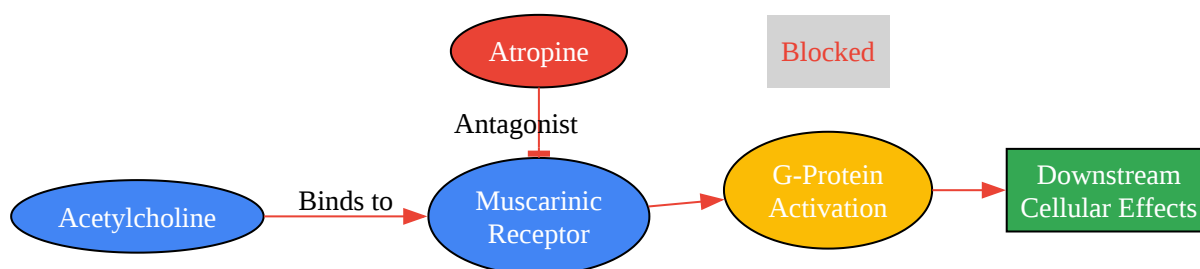 Atropine
Blocked
Antagonist
Acetylcholine
Binds to
Muscarinic
Receptor
G-Protein
Activation
Downstream
Cellular Effects